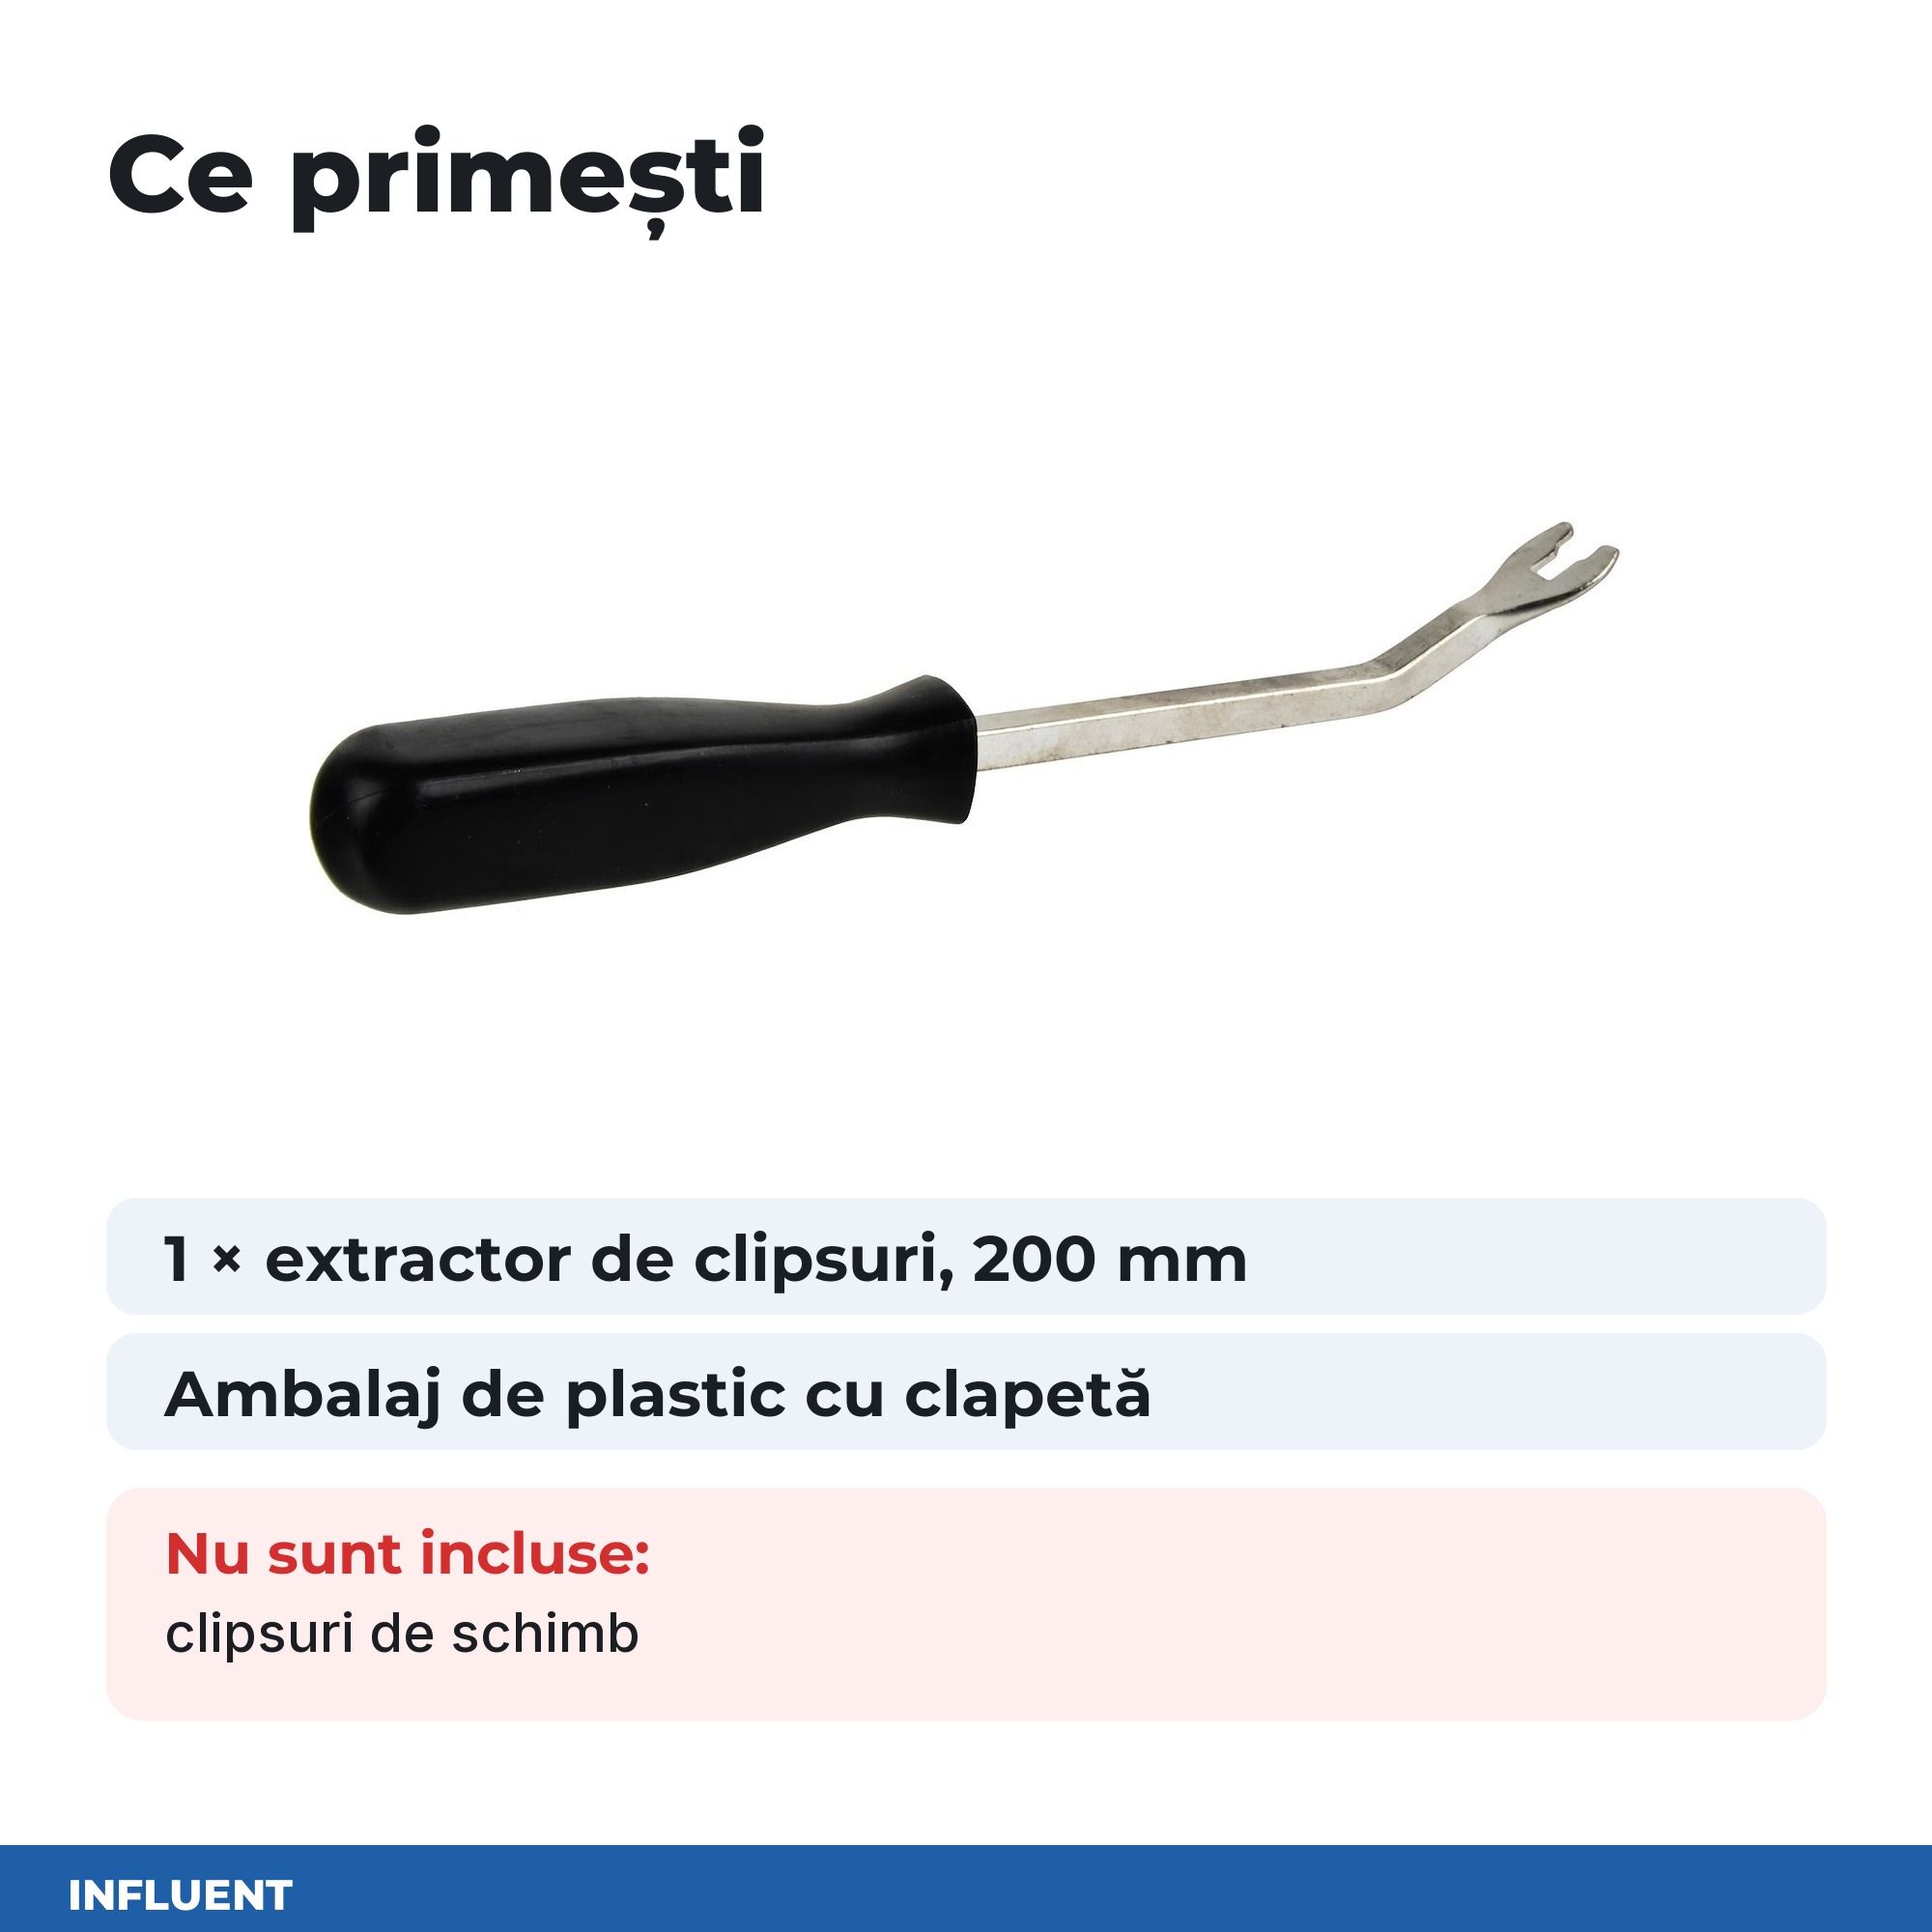 Ce primești
1 × extractor de clipsuri, 200 mm
Ambalaj de plastic cu clapetă
Nu sunt incluse:
clipsuri de schimb
INFLUENT